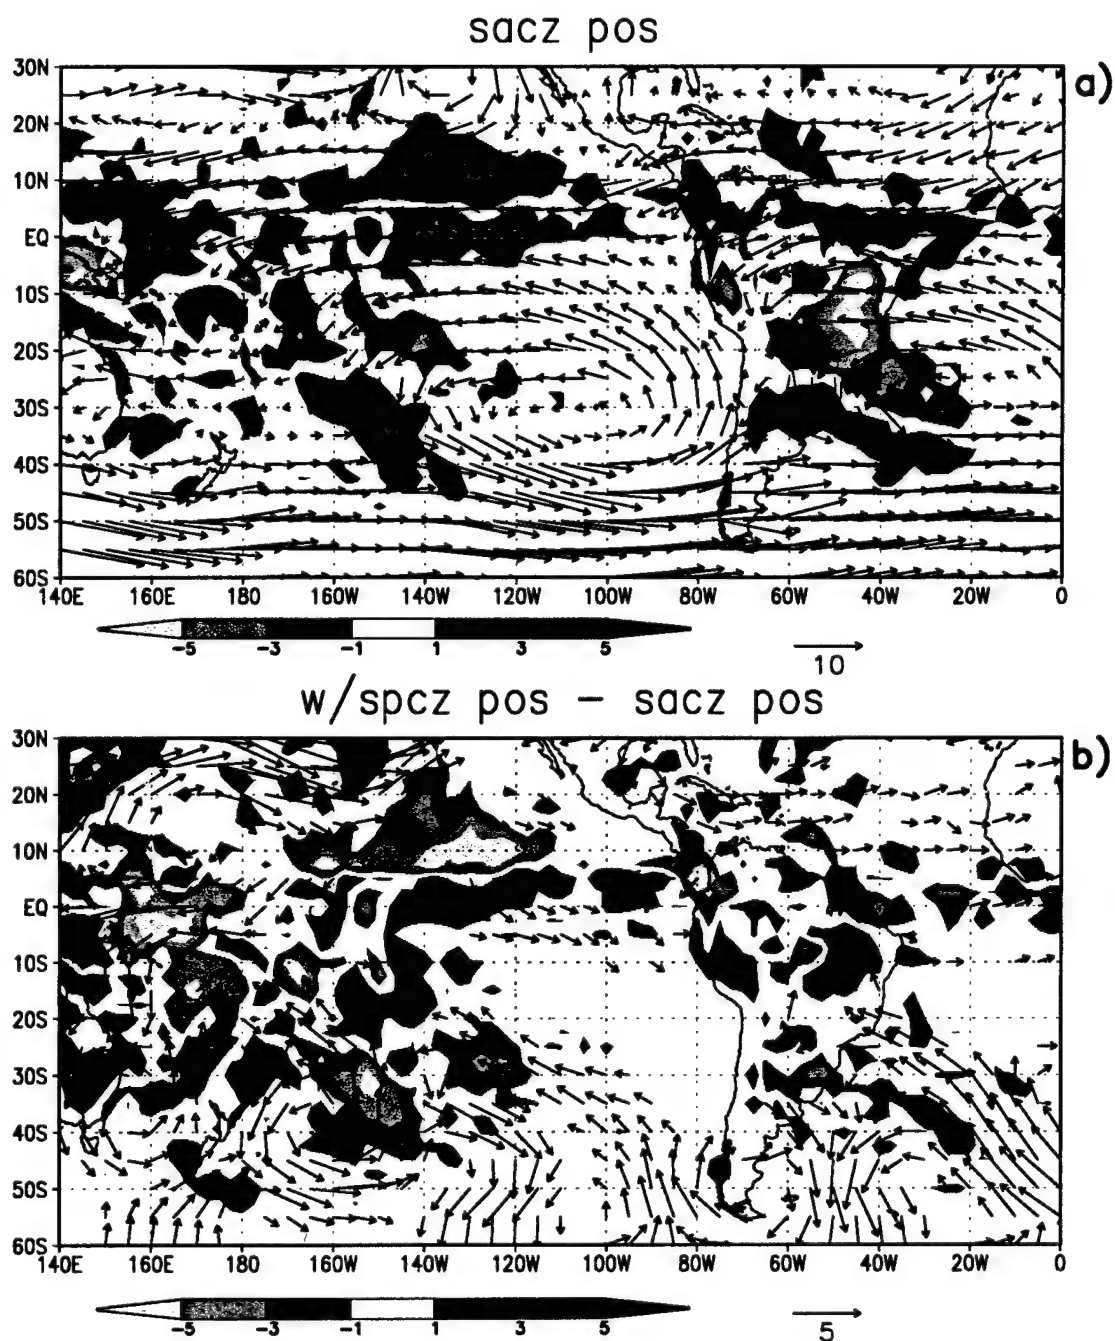 sacz pos
a)
30N
20N
10N
EQ
10S
20S
30S
40S
50S
60S
140E 160E 180 160W 140W 120W 100W 80W 60W 40W 20W 0
-5 -3 -1 1 3 5
10
w/spcz pos - sacz pos
b)
30N
20N
10N
EQ
10S
20S
30S
40S
50S
60S
140E 160E 180 160W 140W 120W 100W 80W 60W 40W 20W 0
-5 -3 -1 1 3 5
5